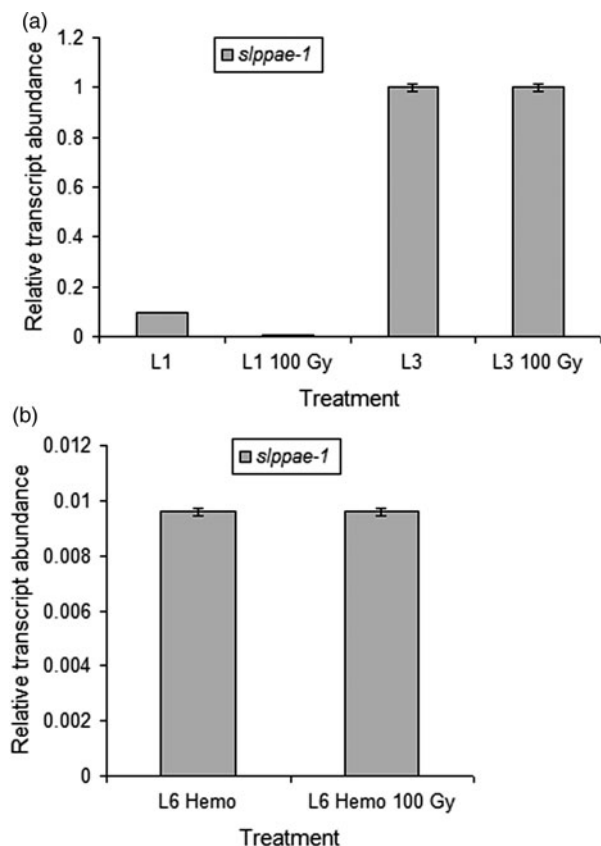 (a)
1.2
1
0.8
0.6
0.4
0.2
0
Relative transcript abundance
slppae-1
L1
L1 100 Gy
L3
L3 100 Gy
Treatment
(b)
0.012
0.01
0.008
0.006
0.004
0.002
0
Relative transcript abundance
slppae-1
L6 Hemo
L6 Hemo 100 Gy
Treatment